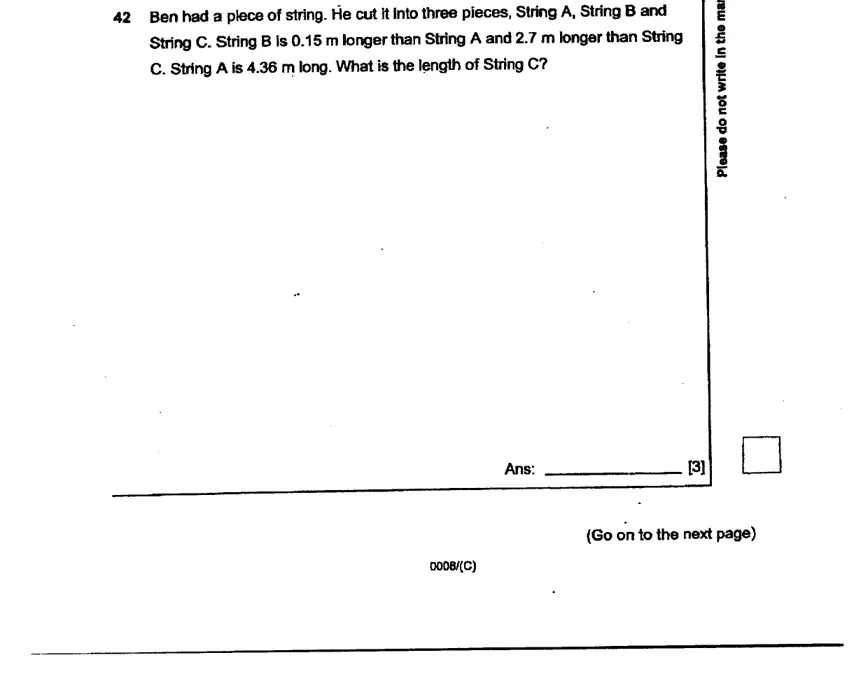 42 Ben had a piece of string. He cut it into three pieces, String A, String B and
String C. String B is 0.15 m longer than String A and 2.7 m longer than String
C. String A is 4.36 m long. What is the length of String C?
Please do not write in the
Ans: ____________ [3]
(Go on to the next page)
0008/(C)